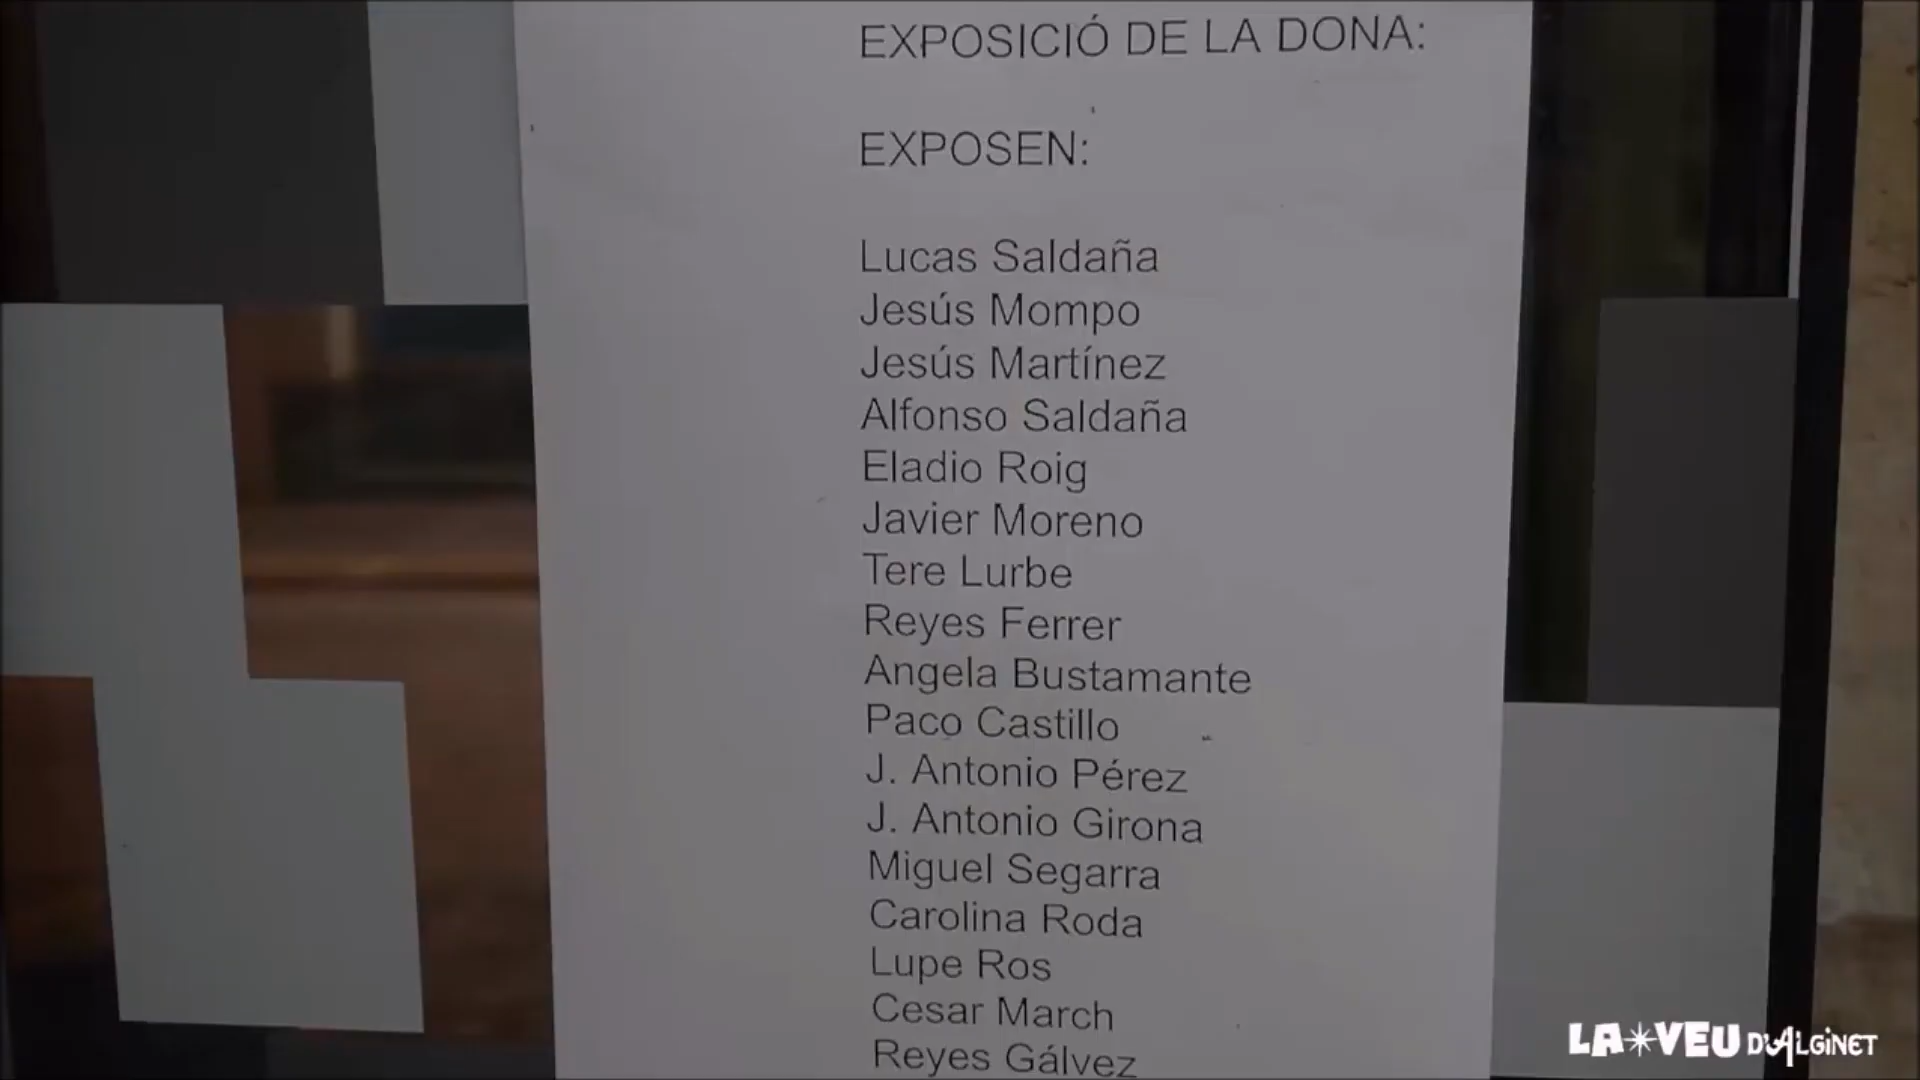 EXPOSICIÓ DE LA DONA:
EXPOSEN:
Lucas Saldaña
Jesús Mompo
Jesús Martínez
Alfonso Saldaña
Eladio Roig
Javier Moreno
Tere Lurbe
Reyes Ferrer
Angela Bustamante
Paco Castillo
J. Antonio Pérez
J. Antonio Girona
Miguel Segarra
Carolina Roda
Lupe Ros
Cesar March
Reyes Gálvez
LA VEU D'ALGINET